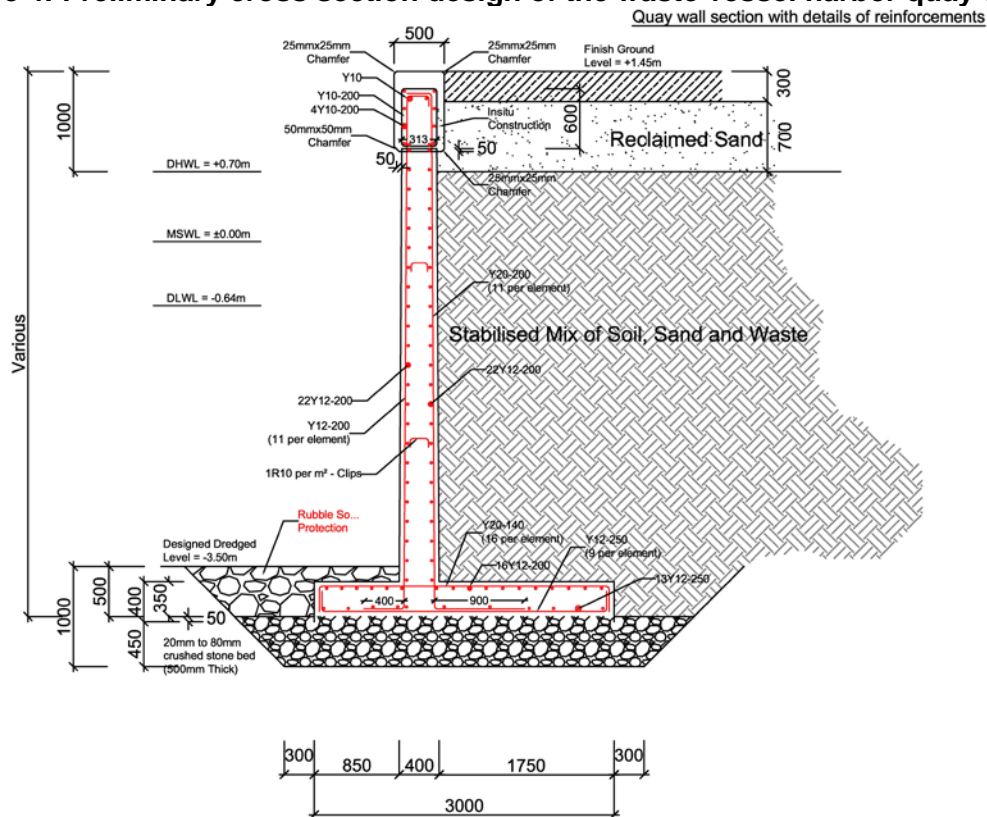 Quay wall section with details of reinforcements
500
25mmx25mm
Chamfer
25mmx25mm
Chamfer
Finish Ground
Level = +1.45m
Y10
Y10-200
4Y10-200
50mmx50mm
Chamfer
313
Insitu
Construction
600
50
50
300
700
1000
Reclaimed Sand
25mmx25mm
Chamfer
DHWL = +0.70m
MSWL = ±0.00m
DLWL = -0.64m
Various
Y20-200
(11 per element)
Stabilised Mix of Soil, Sand and Waste
22Y12-200
22Y12-200
Y12-200
(11 per element)
1R10 per m² - Clips
Rubble So...
Protection
Designed Dredged
Level = -3.50m
Y20-140
(16 per element)
Y12-250
(9 per element)
16Y12-200
13Y12-250
400
900
1000
500
400
350
50
450
20mm to 80mm
crushed stone bed
(500mm Thick)
300
850
400
1750
300
3000